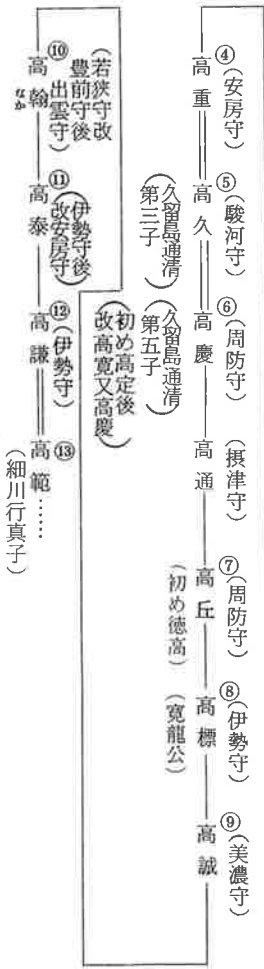 ④(安房守)
高重
⑤(駿河守)
高久
(久留島通清
第三子)
⑥(周防守)
高慶
(久留島通清
第五子)
(初め高定後
改高寛又高慶)
(摂津守)
高通
⑦(周防守)
高丘
(初め徳高)
⑧(伊勢守)
高標
(寛龍公)
⑨(美濃守)
高誠
(若狭守改
豊前守後
出雲守)
⑩
高翰
なか
(伊勢守後
改安房守)
⑪
高泰
⑫(伊勢守)
高謙
⑬
高範……
(細川行真子)